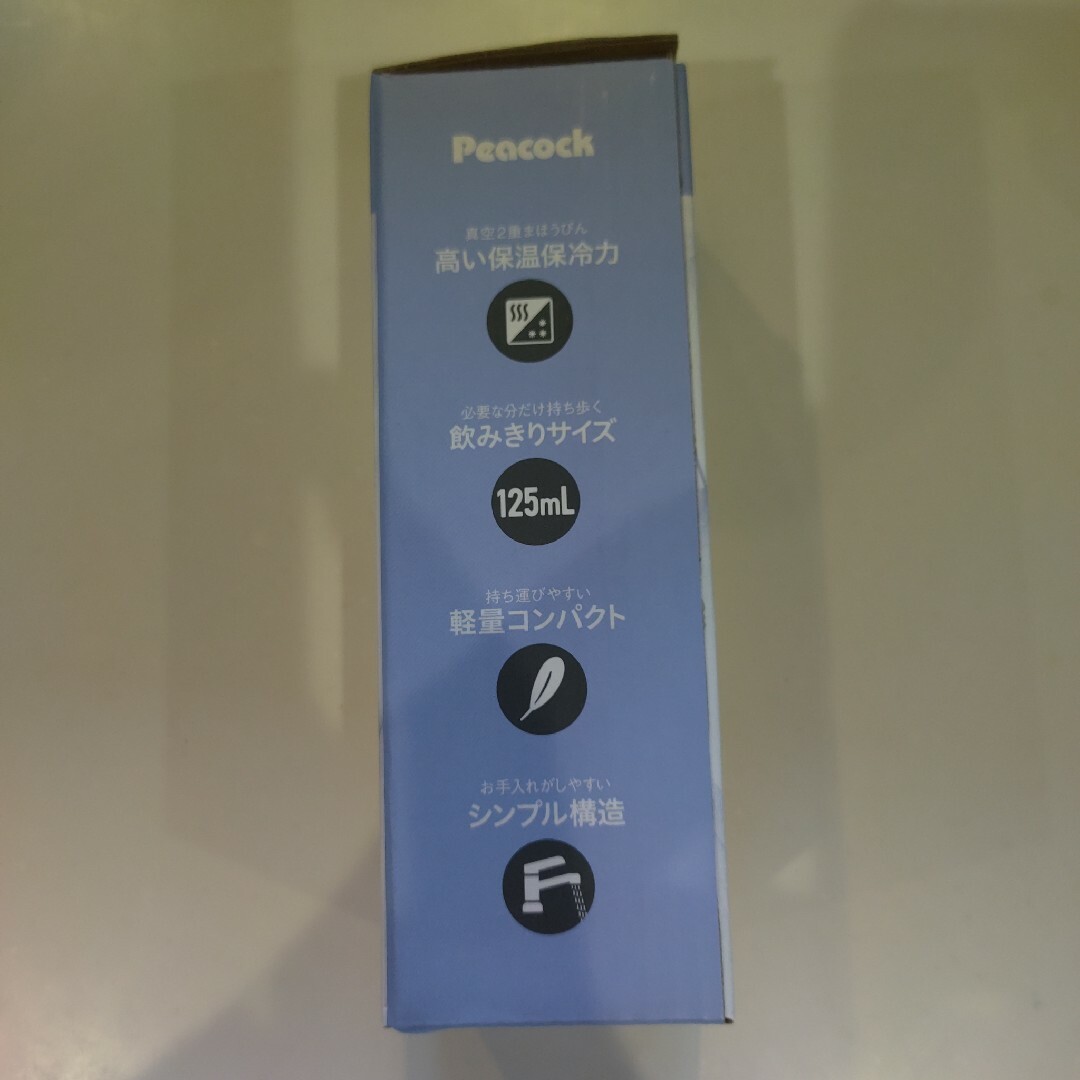 Peacock
真空2重まほうびん
高い保温保冷力
必要な分だけ持ち歩く
飲みきりサイズ
125mL
持ち運びやすい
軽量コンパクト
お手入れがしやすい
シンプル構造